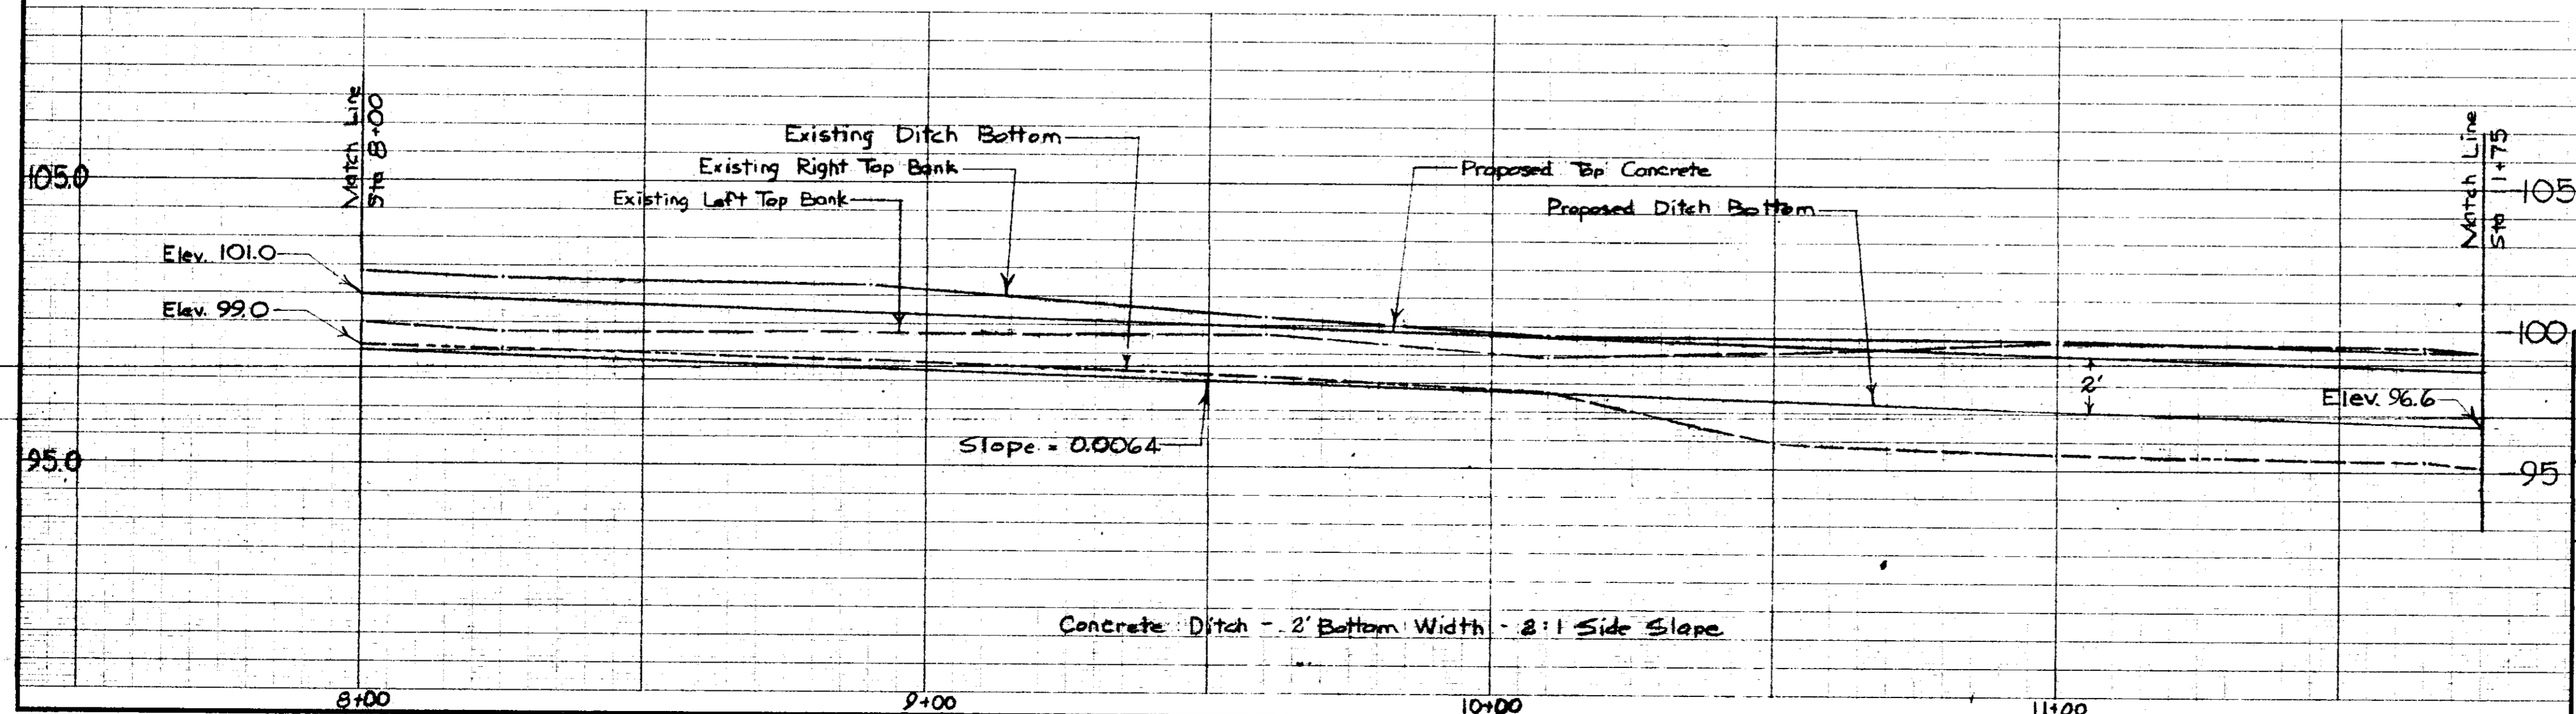 Match Line
Sta 8+00
Match Line
Sta 11+75
Existing Ditch Bottom
Existing Right Top Bank
Existing Left Top Bank
Proposed Top Concrete
Proposed Ditch Bottom
105.0
105
Elev. 101.0
Elev. 99.0
100
2'
Elev. 96.6
Slope = 0.0064
95.0
95
Concrete Ditch - 2' Bottom Width - 2:1 Side Slope
8+00
9+00
10+00
11+00